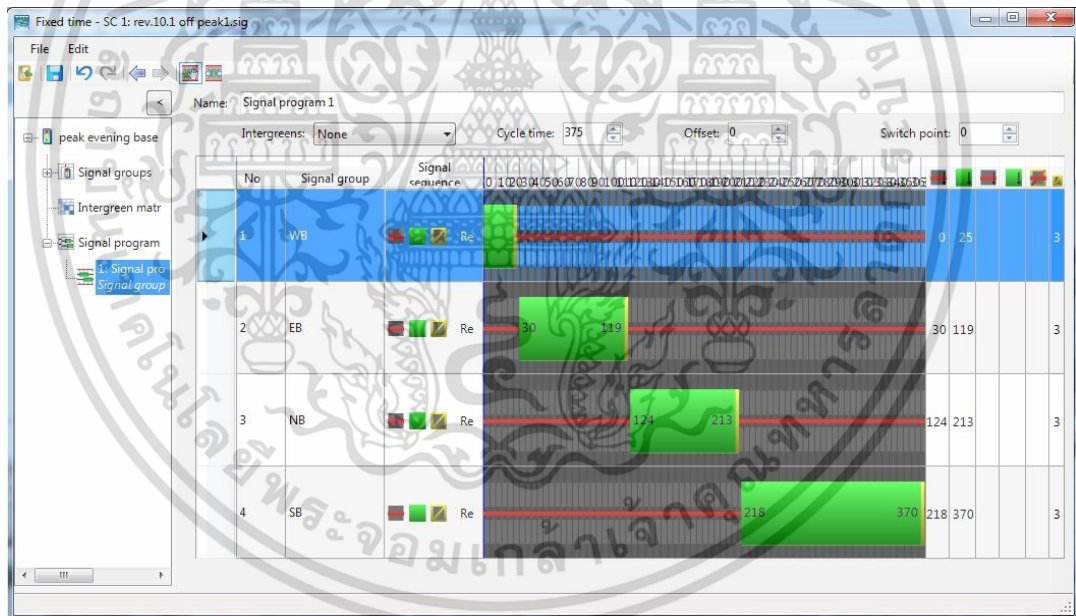 Fixed time - SC 1: rev.10.1 off peak1.sig
File Edit
Name: Signal program 1
Intergreens: None Cycle time: 375 Offset: 0 Switch point: 0
peak evening base
Signal groups
Intergreen matr
Signal program
1: Signal pro
Signal group
No Signal group Signal sequence
1 WB Re 0 25 3
2 EB Re 30 119 30 119 3
3 NB Re 124 213 124 213 3
4 SB Re 218 370 218 370 3